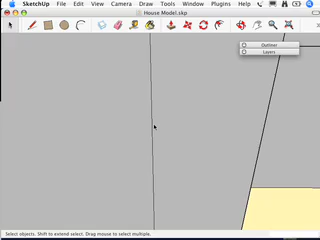 SketchUp File Edit View Camera Draw Tools Window Plugins Help
House Model.skp
Outliner
Layers
Select objects. Shift to extend select. Drag mouse to select multiple.